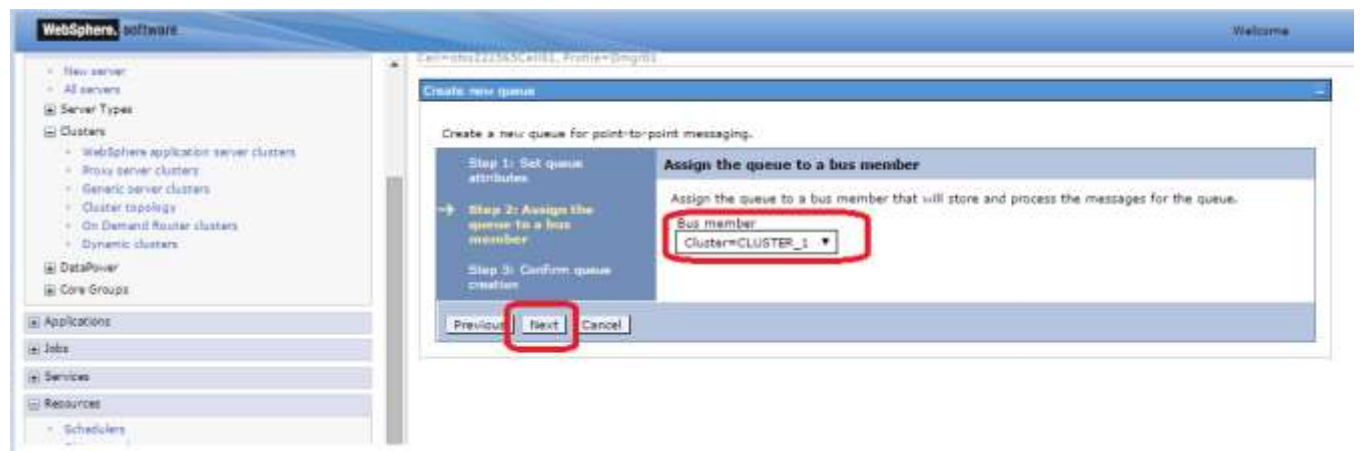 WebSphere. software
Welcome
New server
All servers
Server Types
Clusters
WebSphere application server clusters
Proxy server clusters
Generic server clusters
Cluster topology
On Demand Router clusters
Dynamic clusters
DataPower
Core Groups
Applications
Jobs
Services
Resources
Schedulers
Create new queue
Create a new queue for point-to-point messaging.
Step 1: Set queue attributes
Step 2: Assign the queue to a bus member
Step 3: Confirm queue creation
Assign the queue to a bus member
Assign the queue to a bus member that will store and process the messages for the queue.
Bus member
Cluster=CLUSTER_1
Previous Next Cancel